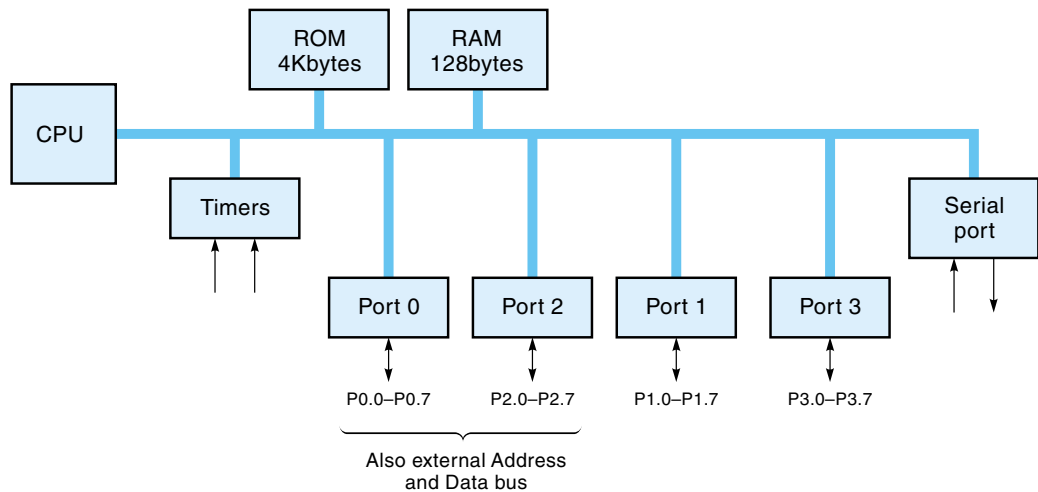 ROM
4Kbytes
RAM
128bytes
CPU
Timers
Serial
port
Port 0
Port 2
Port 1
Port 3
P0.0–P0.7
P2.0–P2.7
P1.0–P1.7
P3.0–P3.7
Also external Address
and Data bus